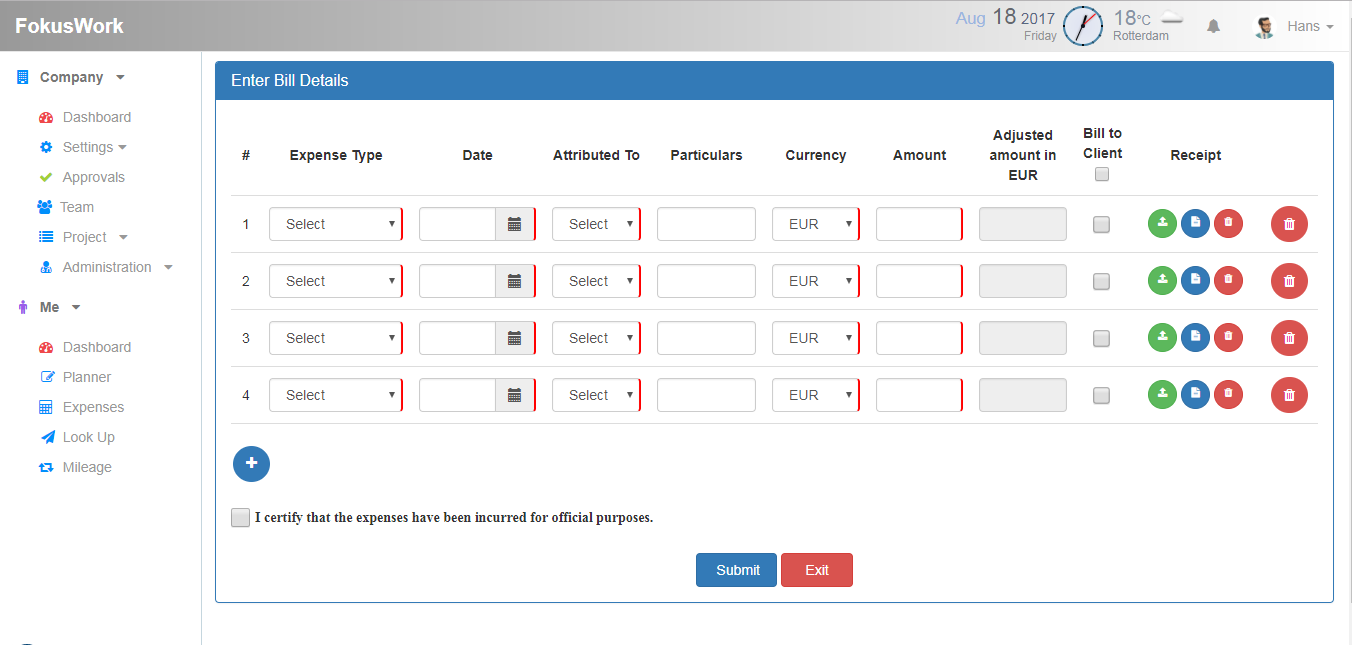 FokusWork
Aug 18 2017
Friday
18°C
Rotterdam
Hans
Company
Dashboard
Settings
Approvals
Team
Project
Administration
Me
Dashboard
Planner
Expenses
Look Up
Mileage
Enter Bill Details
# Expense Type Date Attributed To Particulars Currency Amount Adjusted amount in EUR Bill to Client Receipt
1 Select Select EUR
2 Select Select EUR
3 Select Select EUR
4 Select Select EUR
+
I certify that the expenses have been incurred for official purposes.
Submit Exit